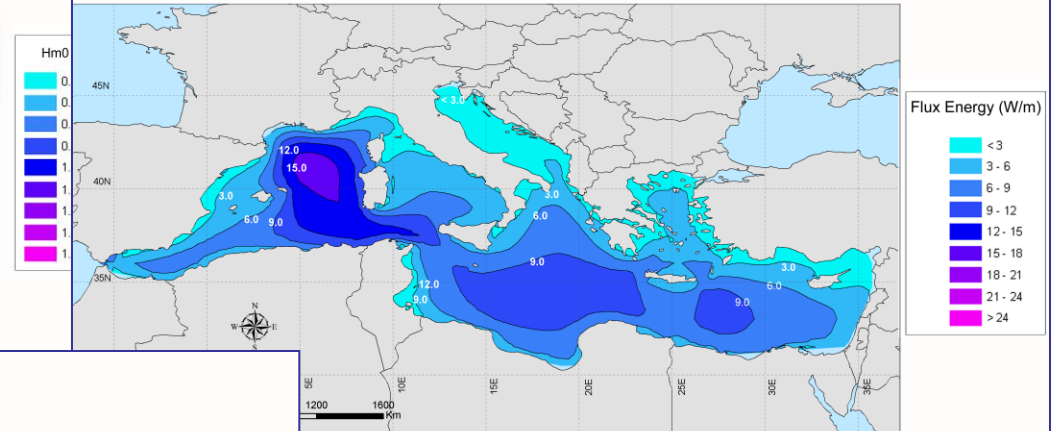 Hm0
0.
0.
0.
0.
1.
1.
1.
1.
1.
45N
40N
35N
< 3.0
12.0
15.0
3.0
6.0
9.0
3.0
6.0
9.0
12.0
9.0
3.0
6.0
9.0
N
W E
S
5E
10E
15E
20E
25E
30E
35E
1200 1600
Km
Flux Energy (W/m)
<3
3 - 6
6 - 9
9 - 12
12 - 15
15 - 18
18 - 21
21 - 24
> 24